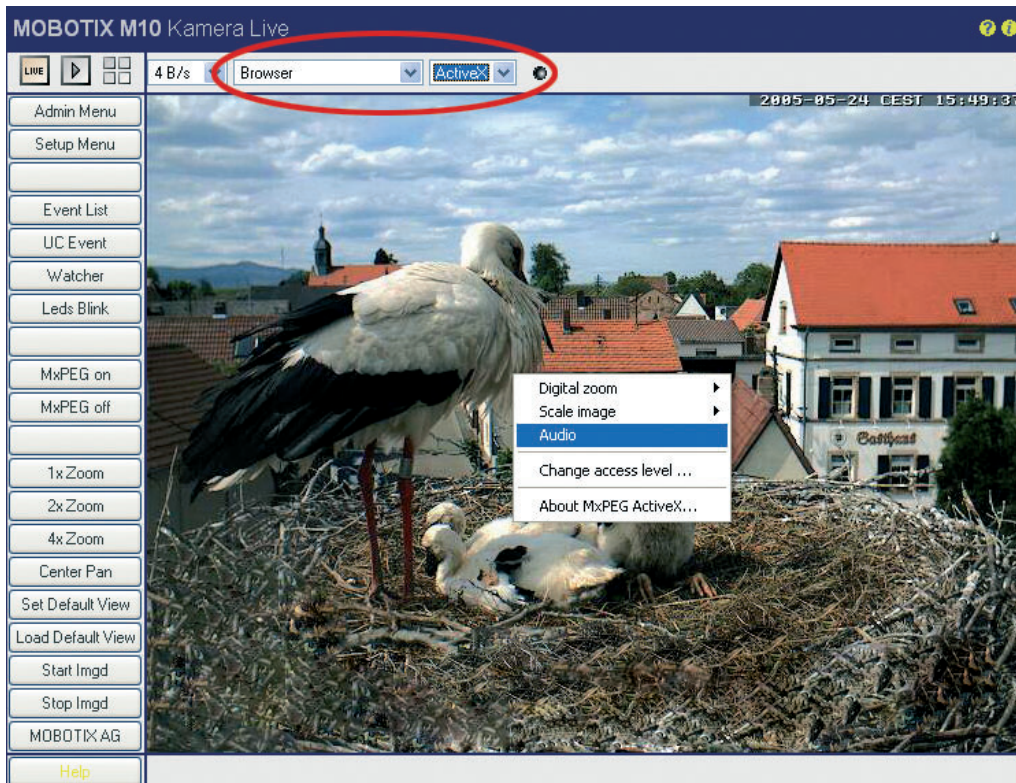 MOBOTIX M10 Kamera Live
LIVE
4 B/s
Browser
ActiveX
2005-05-24 CEST 15:49:37
Admin Menu
Setup Menu
Event List
UC Event
Watcher
Leds Blink
MxPEG on
MxPEG off
1x Zoom
2x Zoom
4x Zoom
Center Pan
Set Default View
Load Default View
Start Imgd
Stop Imgd
MOBOTIX AG
Help
Digital zoom
Scale image
Audio
Change access level ...
About MxPEG ActiveX...
Gasthaus